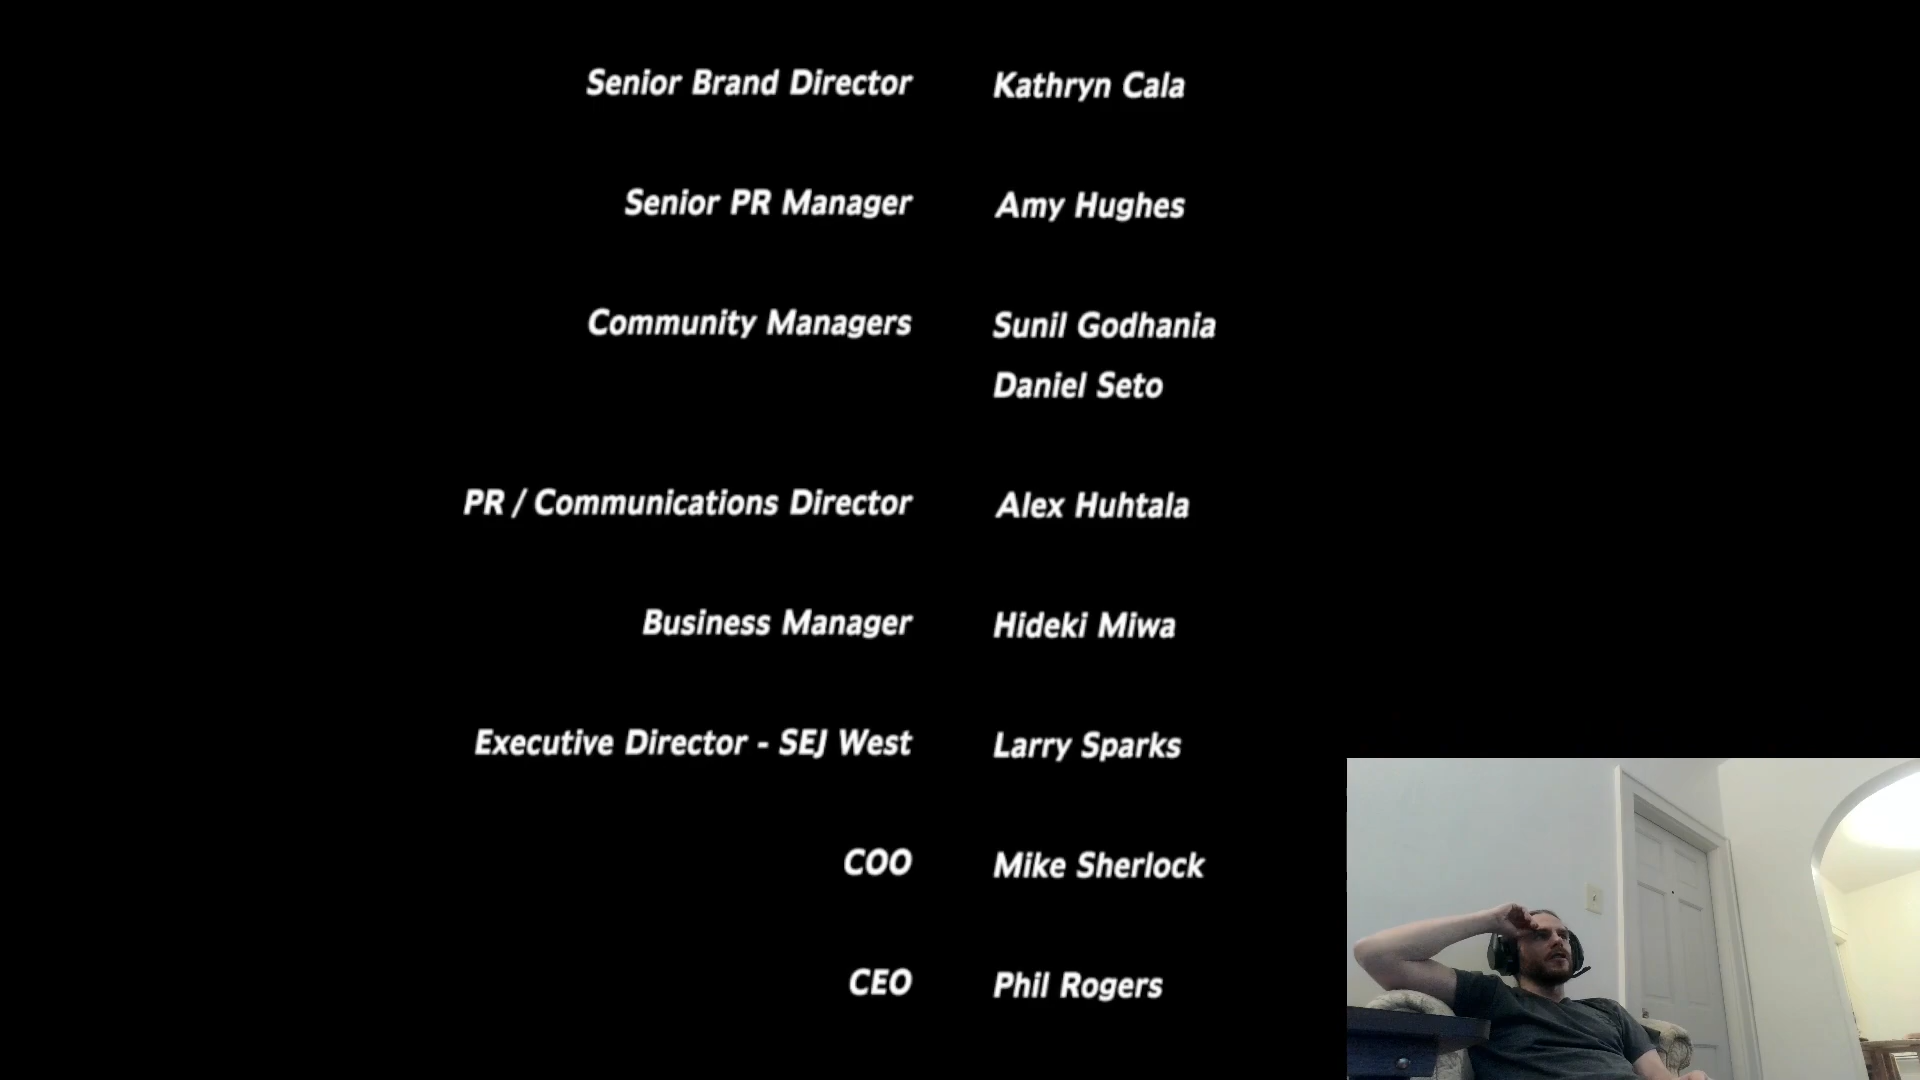 Senior Brand Director Kathryn Cala
Senior PR Manager Amy Hughes
Community Managers Sunil Godhania
Daniel Seto
PR / Communications Director Alex Huhtala
Business Manager Hideki Miwa
Executive Director - SEJ West Larry Sparks
COO Mike Sherlock
CEO Phil Rogers